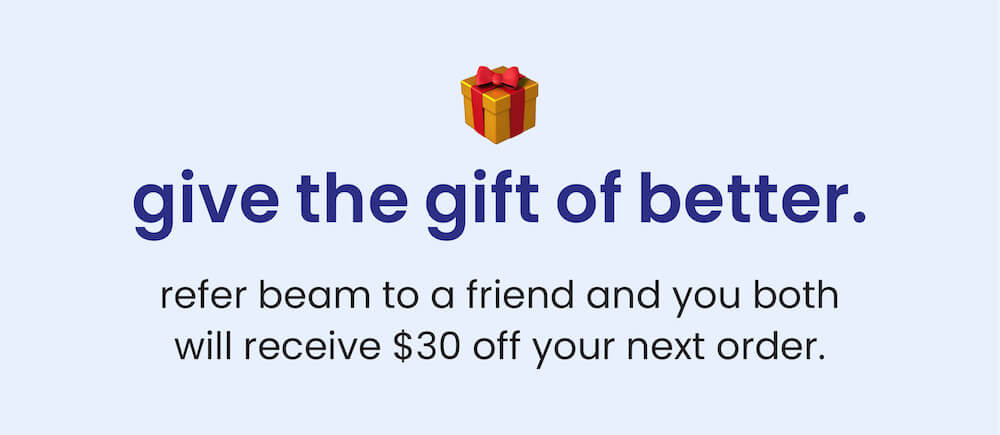 give the gift of better.
refer beam to a friend and you both
will receive $30 off your next order.